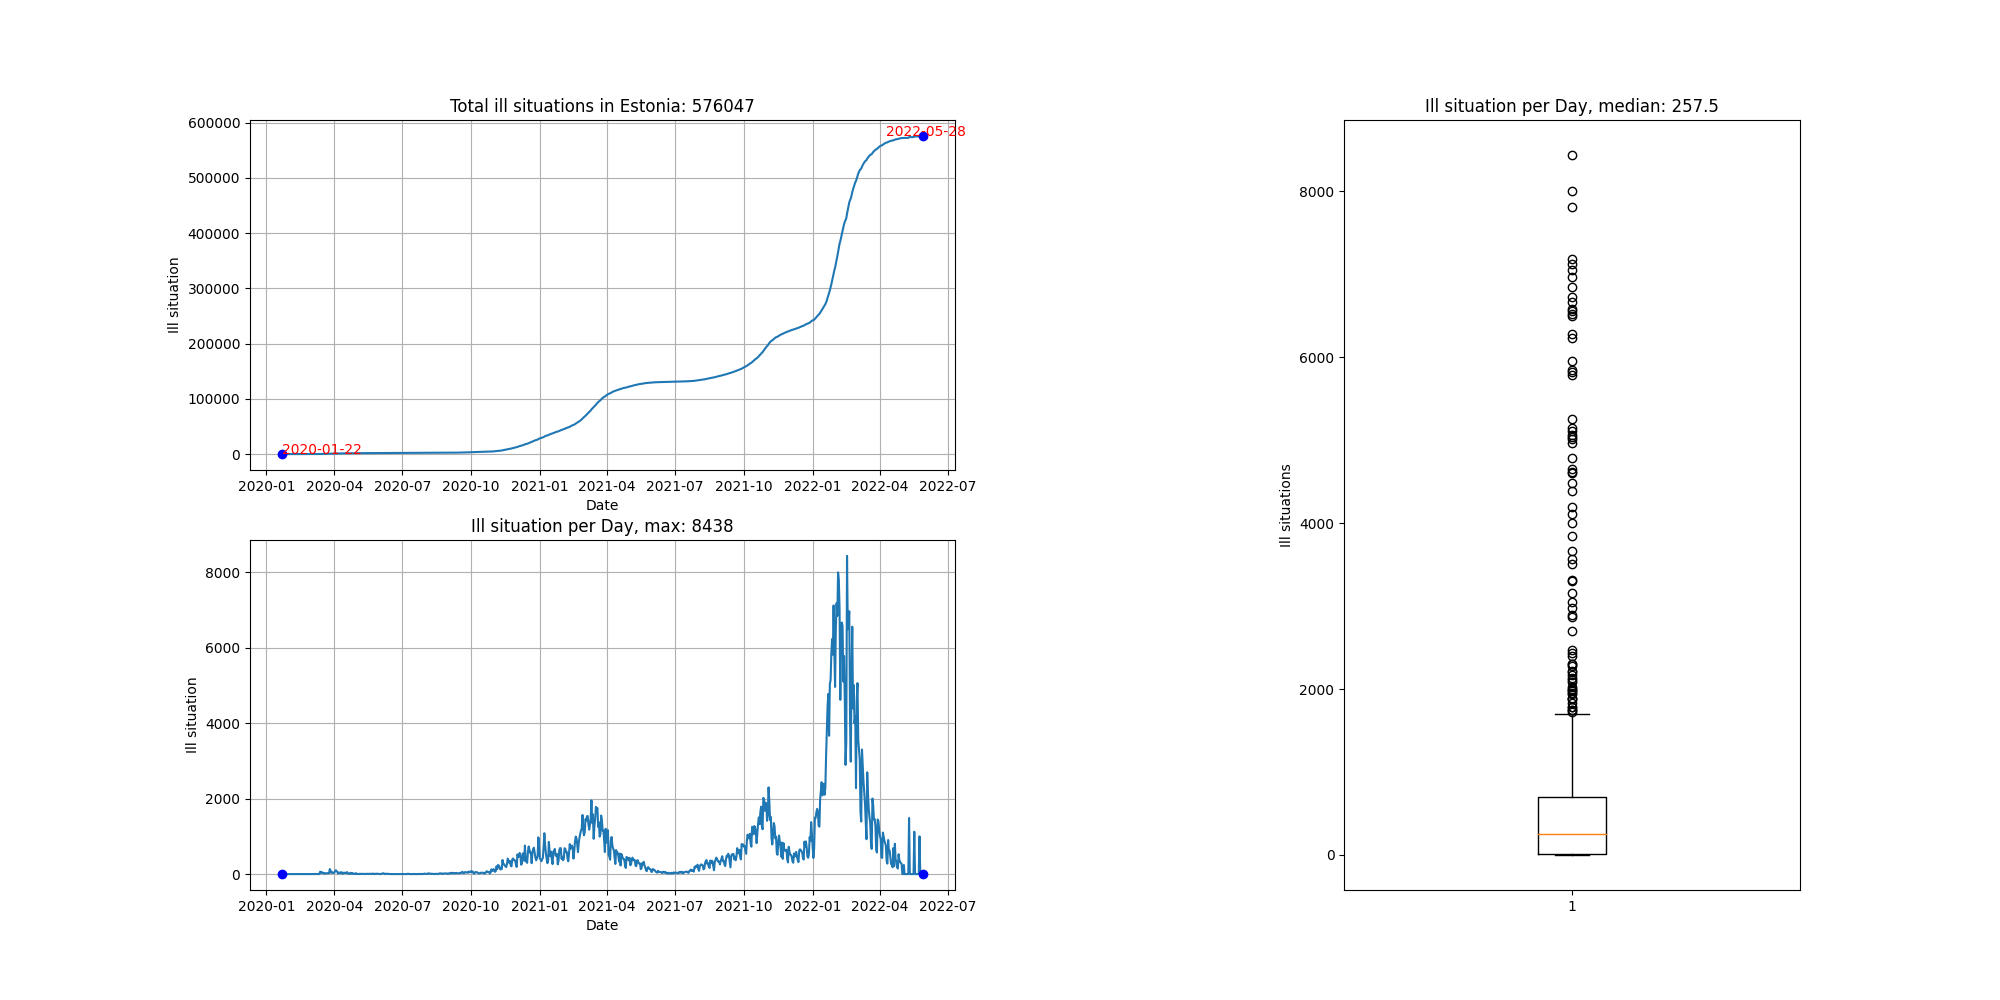 Total ill situations in Estonia: 576047
600000
500000
400000
300000
200000
100000
0
Ill situation
2022-05-28
2020-01-22
2020-01 2020-04 2020-07 2020-10 2021-01 2021-04 2021-07 2021-10 2022-01 2022-04 2022-07
Date
Ill situation per Day, max: 8438
8000
6000
4000
2000
0
Ill situation
2020-01 2020-04 2020-07 2020-10 2021-01 2021-04 2021-07 2021-10 2022-01 2022-04 2022-07
Date
Ill situation per Day, median: 257.5
8000
6000
4000
2000
0
Ill situations
1